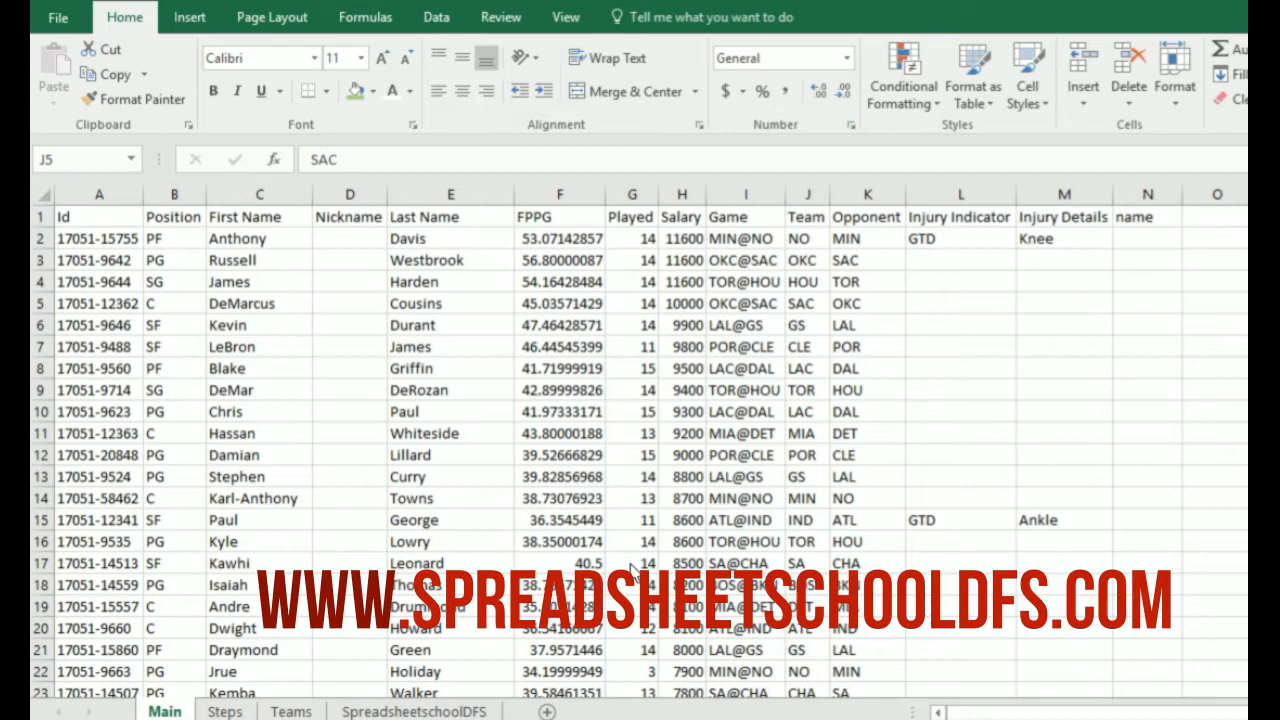 File Home Insert Page Layout Formulas Data Review View Tell me what you want to do
Cut
Copy
Format Painter
Paste
Clipboard
Calibri 11
B I U
Font
Wrap Text
Merge & Center
Alignment
General
$ % ,
Number
Conditional Formatting
Format as Table
Cell Styles
Styles
Insert Delete Format
Cells
J5 fx SAC
A B C D E F G H I J K L M N O
1 Id Position First Name Nickname Last Name FPPG Played Salary Game Team Opponent Injury Indicator Injury Details name
2 17051-15755 PF Anthony Davis 53.07142857 14 11600 MIN@NO NO MIN GTD Knee
3 17051-9642 PG Russell Westbrook 56.80000087 14 11600 OKC@SAC OKC SAC
4 17051-9644 SG James Harden 54.16428484 14 11600 TOR@HOU HOU TOR
5 17051-12362 C DeMarcus Cousins 45.03571429 14 10000 OKC@SAC SAC OKC
6 17051-9646 SF Kevin Durant 47.46428571 14 9900 LAL@GS GS LAL
7 17051-9488 SF LeBron James 46.44545399 11 9800 POR@CLE CLE POR
8 17051-9560 PF Blake Griffin 41.71999919 15 9500 LAC@DAL LAC DAL
9 17051-9714 SG DeMar DeRozan 42.89999826 14 9400 TOR@HOU TOR HOU
10 17051-9623 PG Chris Paul 41.97333171 15 9300 LAC@DAL LAC DAL
11 17051-12363 C Hassan Whiteside 43.80000188 13 9200 MIA@DET MIA DET
12 17051-20848 PG Damian Lillard 39.52666829 15 9000 POR@CLE POR CLE
13 17051-9524 PG Stephen Curry 39.82856968 14 8800 LAL@GS GS LAL
14 17051-58462 C Karl-Anthony Towns 38.73076923 13 8700 MIN@NO MIN NO
15 17051-12341 SF Paul George 36.3545449 11 8600 ATL@IND IND ATL GTD Ankle
16 17051-9535 PG Kyle Lowry 38.35000174 14 8600 TOR@HOU TOR HOU
17 17051-14513 SF Kawhi Leonard 40.5 14 8500 SA@CHA SA CHA
18 17051-14559 PG Isaiah Thomas
19 17051-15557 C Andre Drummond
WWW.SPREADSHEETSCHOOLDFS.COM
20 17051-9660 C Dwight Howard 12 8100 ATL@IND ATL IND
21 17051-15860 PF Draymond Green 37.9571446 14 8000 LAL@GS GS LAL
22 17051-9663 PG Jrue Holiday 34.19999949 3 7900 MIN@NO NO MIN
23 17051-14507 PG Kemba Walker 39.58461351 13 7800 SA@CHA CHA SA
Main Steps Teams SpreadsheetschoolDFS